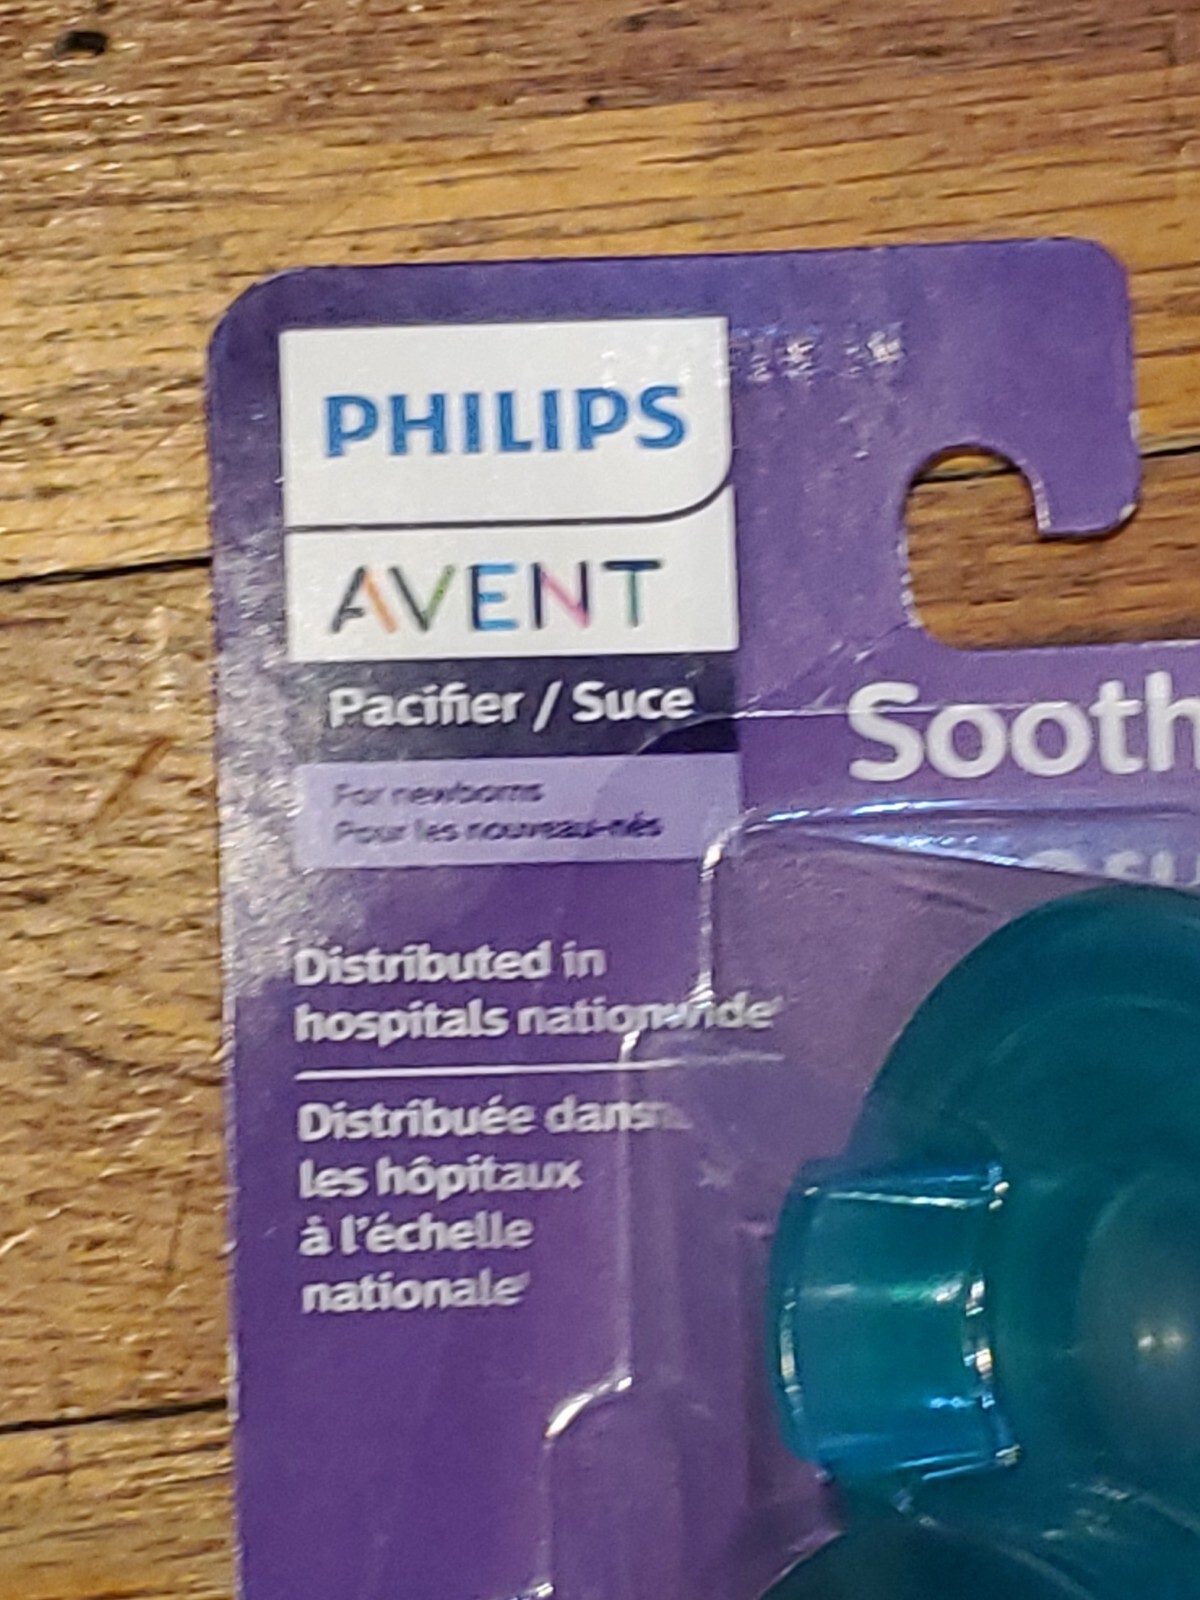 PHILIPS
AVENT
Pacifier / Suce
For newborns
Pour les nouveau-nés
Sooth
Distributed in
hospitals nationwide
Distribuée dans
les hôpitaux
à l'échelle
nationale